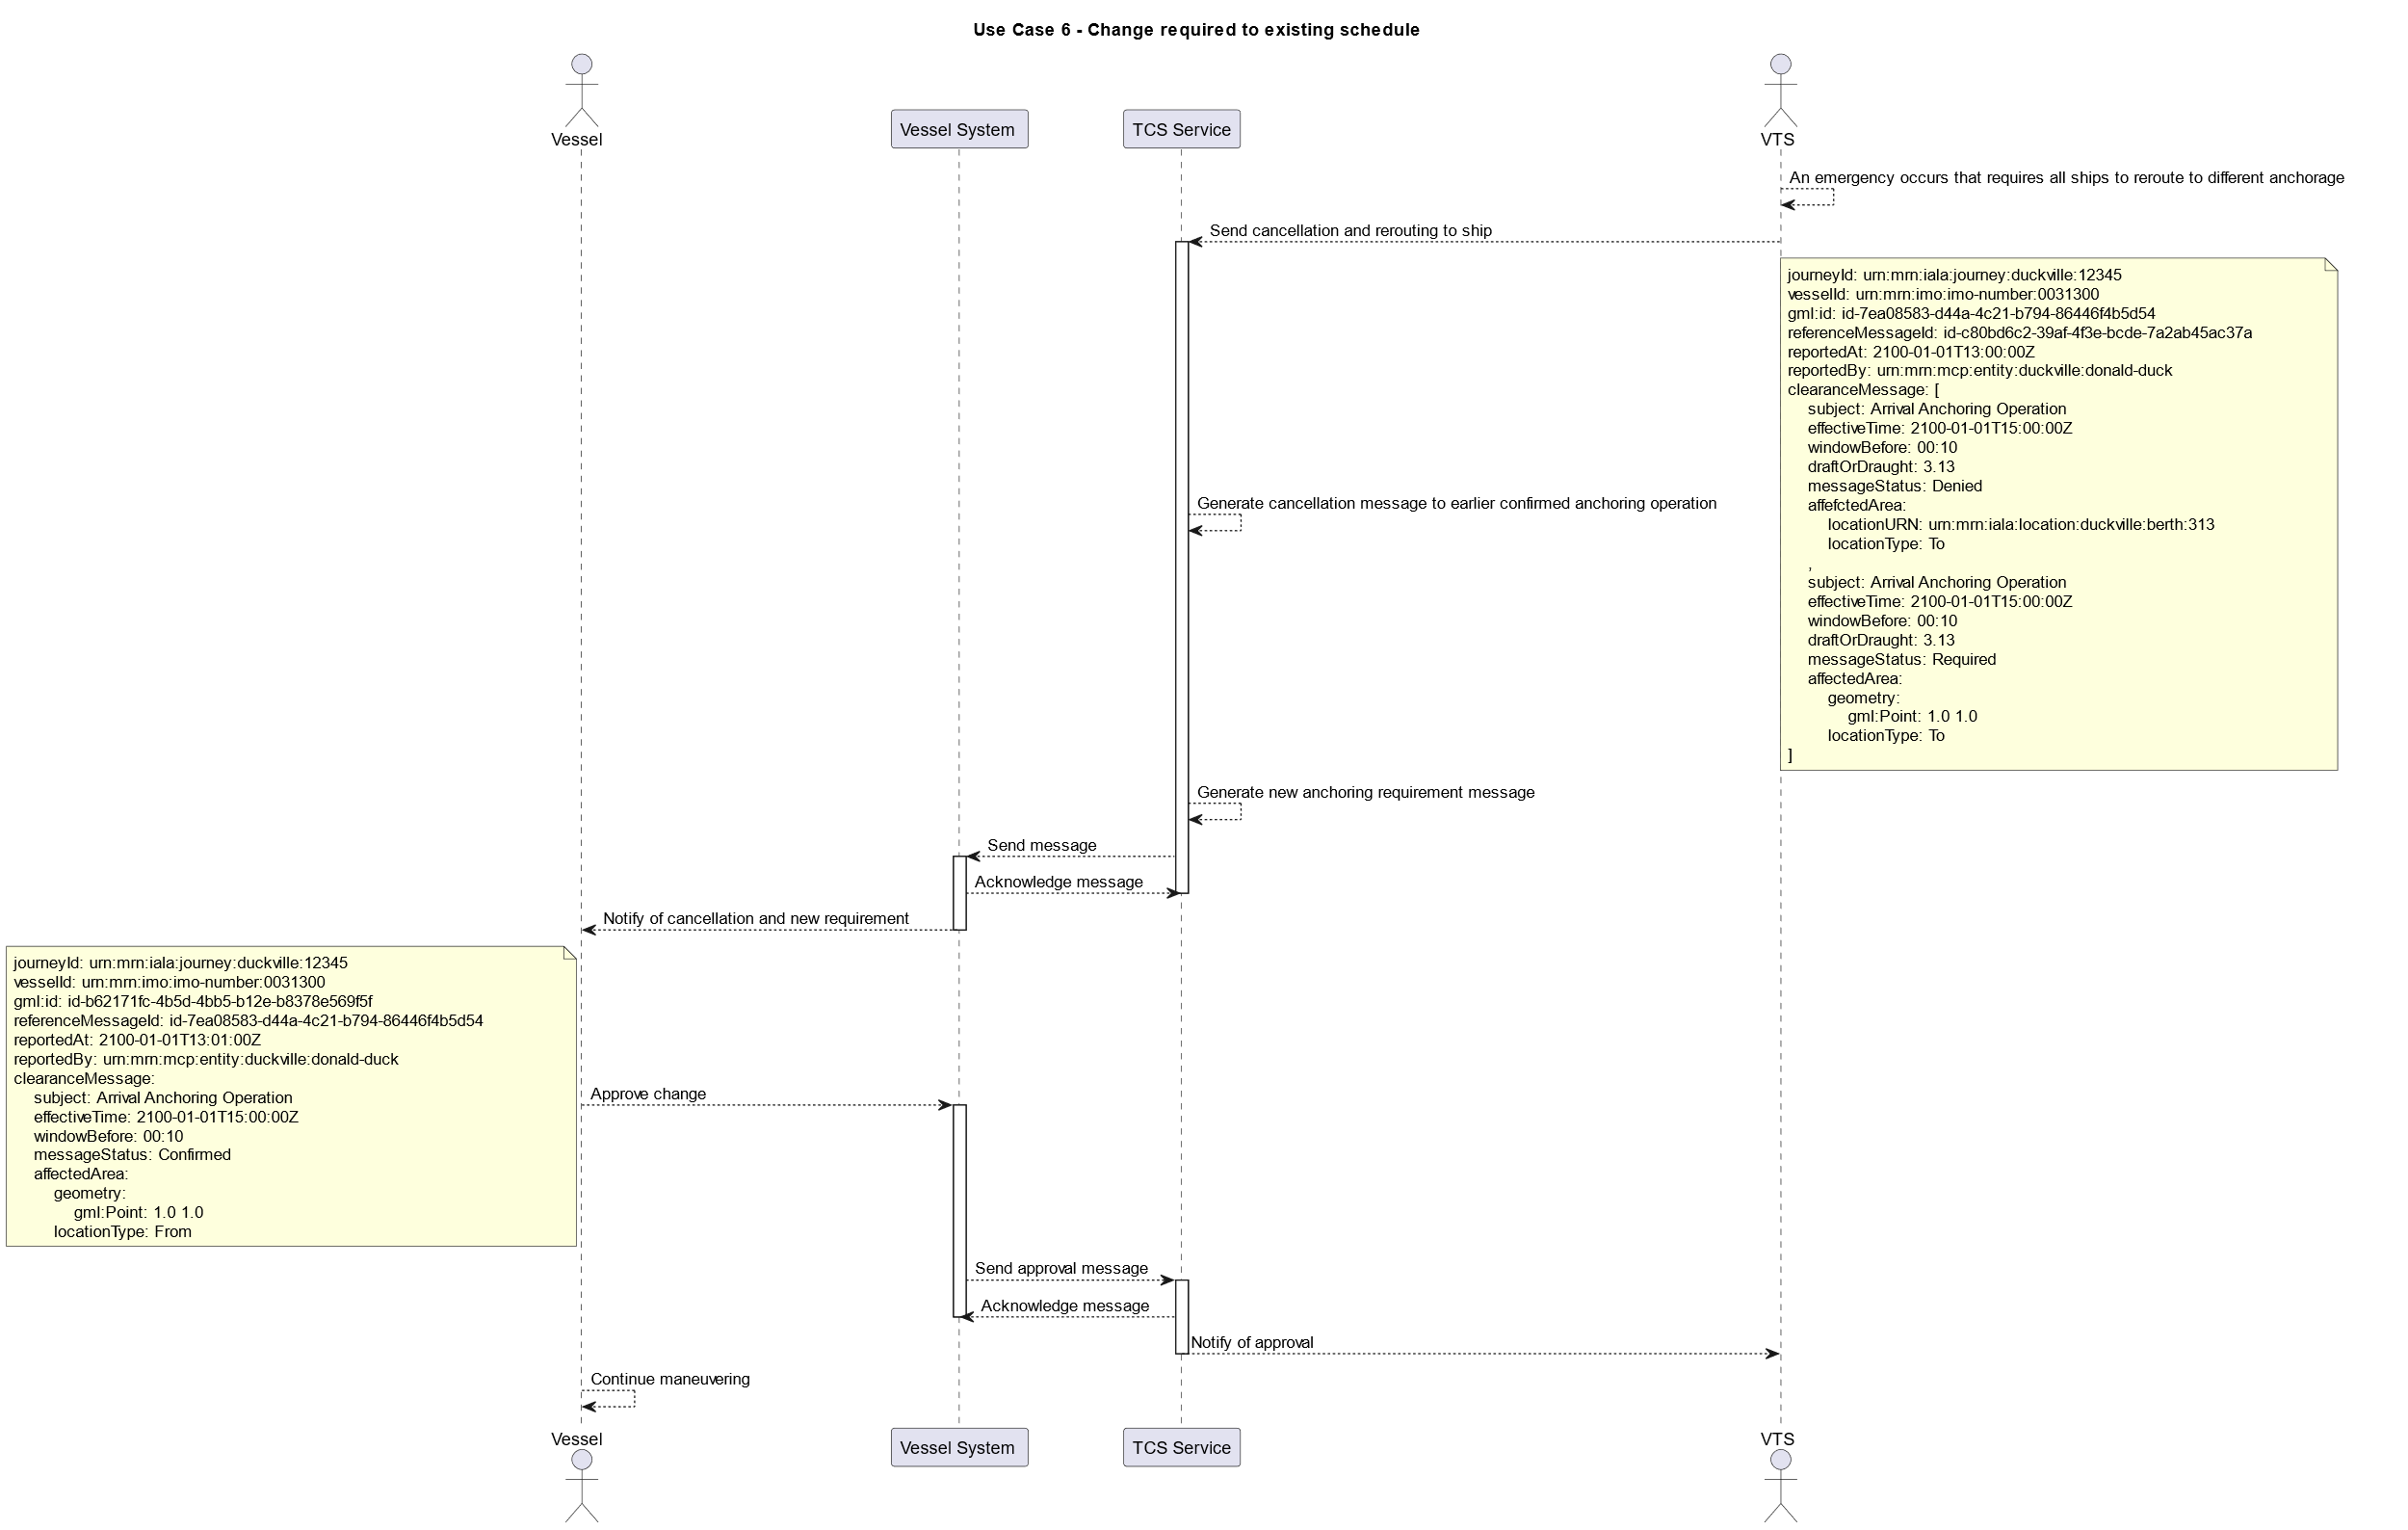 Use Case 6 - Change required to existing schedule
Vessel
Vessel System
TCS Service
VTS
An emergency occurs that requires all ships to reroute to different anchorage
Send cancellation and rerouting to ship
journeyId: urn:mrn:iala:journey:duckville:12345
vesselId: urn:mrn:imo:imo-number:0031300
gml:id: id-7ea08583-d44a-4c21-b794-86446f4b5d54
referenceMessageId: id-c80bd6c2-39af-4f3e-bcde-7a2ab45ac37a
reportedAt: 2100-01-01T13:00:00Z
reportedBy: urn:mrn:mcp:entity:duckville:donald-duck
clearanceMessage: [
subject: Arrival Anchoring Operation
effectiveTime: 2100-01-01T15:00:00Z
windowBefore: 00:10
draftOrDraught: 3.13
messageStatus: Denied
affefctedArea:
locationURN: urn:mrn:iala:location:duckville:berth:313
locationType: To
,
subject: Arrival Anchoring Operation
effectiveTime: 2100-01-01T15:00:00Z
windowBefore: 00:10
draftOrDraught: 3.13
messageStatus: Required
affectedArea:
geometry:
gml:Point: 1.0 1.0
locationType: To
]
Generate cancellation message to earlier confirmed anchoring operation
Generate new anchoring requirement message
Send message
Acknowledge message
Notify of cancellation and new requirement
journeyId: urn:mrn:iala:journey:duckville:12345
vesselId: urn:mrn:imo:imo-number:0031300
gml:id: id-b62171fc-4b5d-4bb5-b12e-b8378e569f5f
referenceMessageId: id-7ea08583-d44a-4c21-b794-86446f4b5d54
reportedAt: 2100-01-01T13:01:00Z
reportedBy: urn:mrn:mcp:entity:duckville:donald-duck
clearanceMessage:
subject: Arrival Anchoring Operation
effectiveTime: 2100-01-01T15:00:00Z
windowBefore: 00:10
messageStatus: Confirmed
affectedArea:
geometry:
gml:Point: 1.0 1.0
locationType: From
Approve change
Send approval message
Acknowledge message
Notify of approval
Continue maneuvering
Vessel
Vessel System
TCS Service
VTS